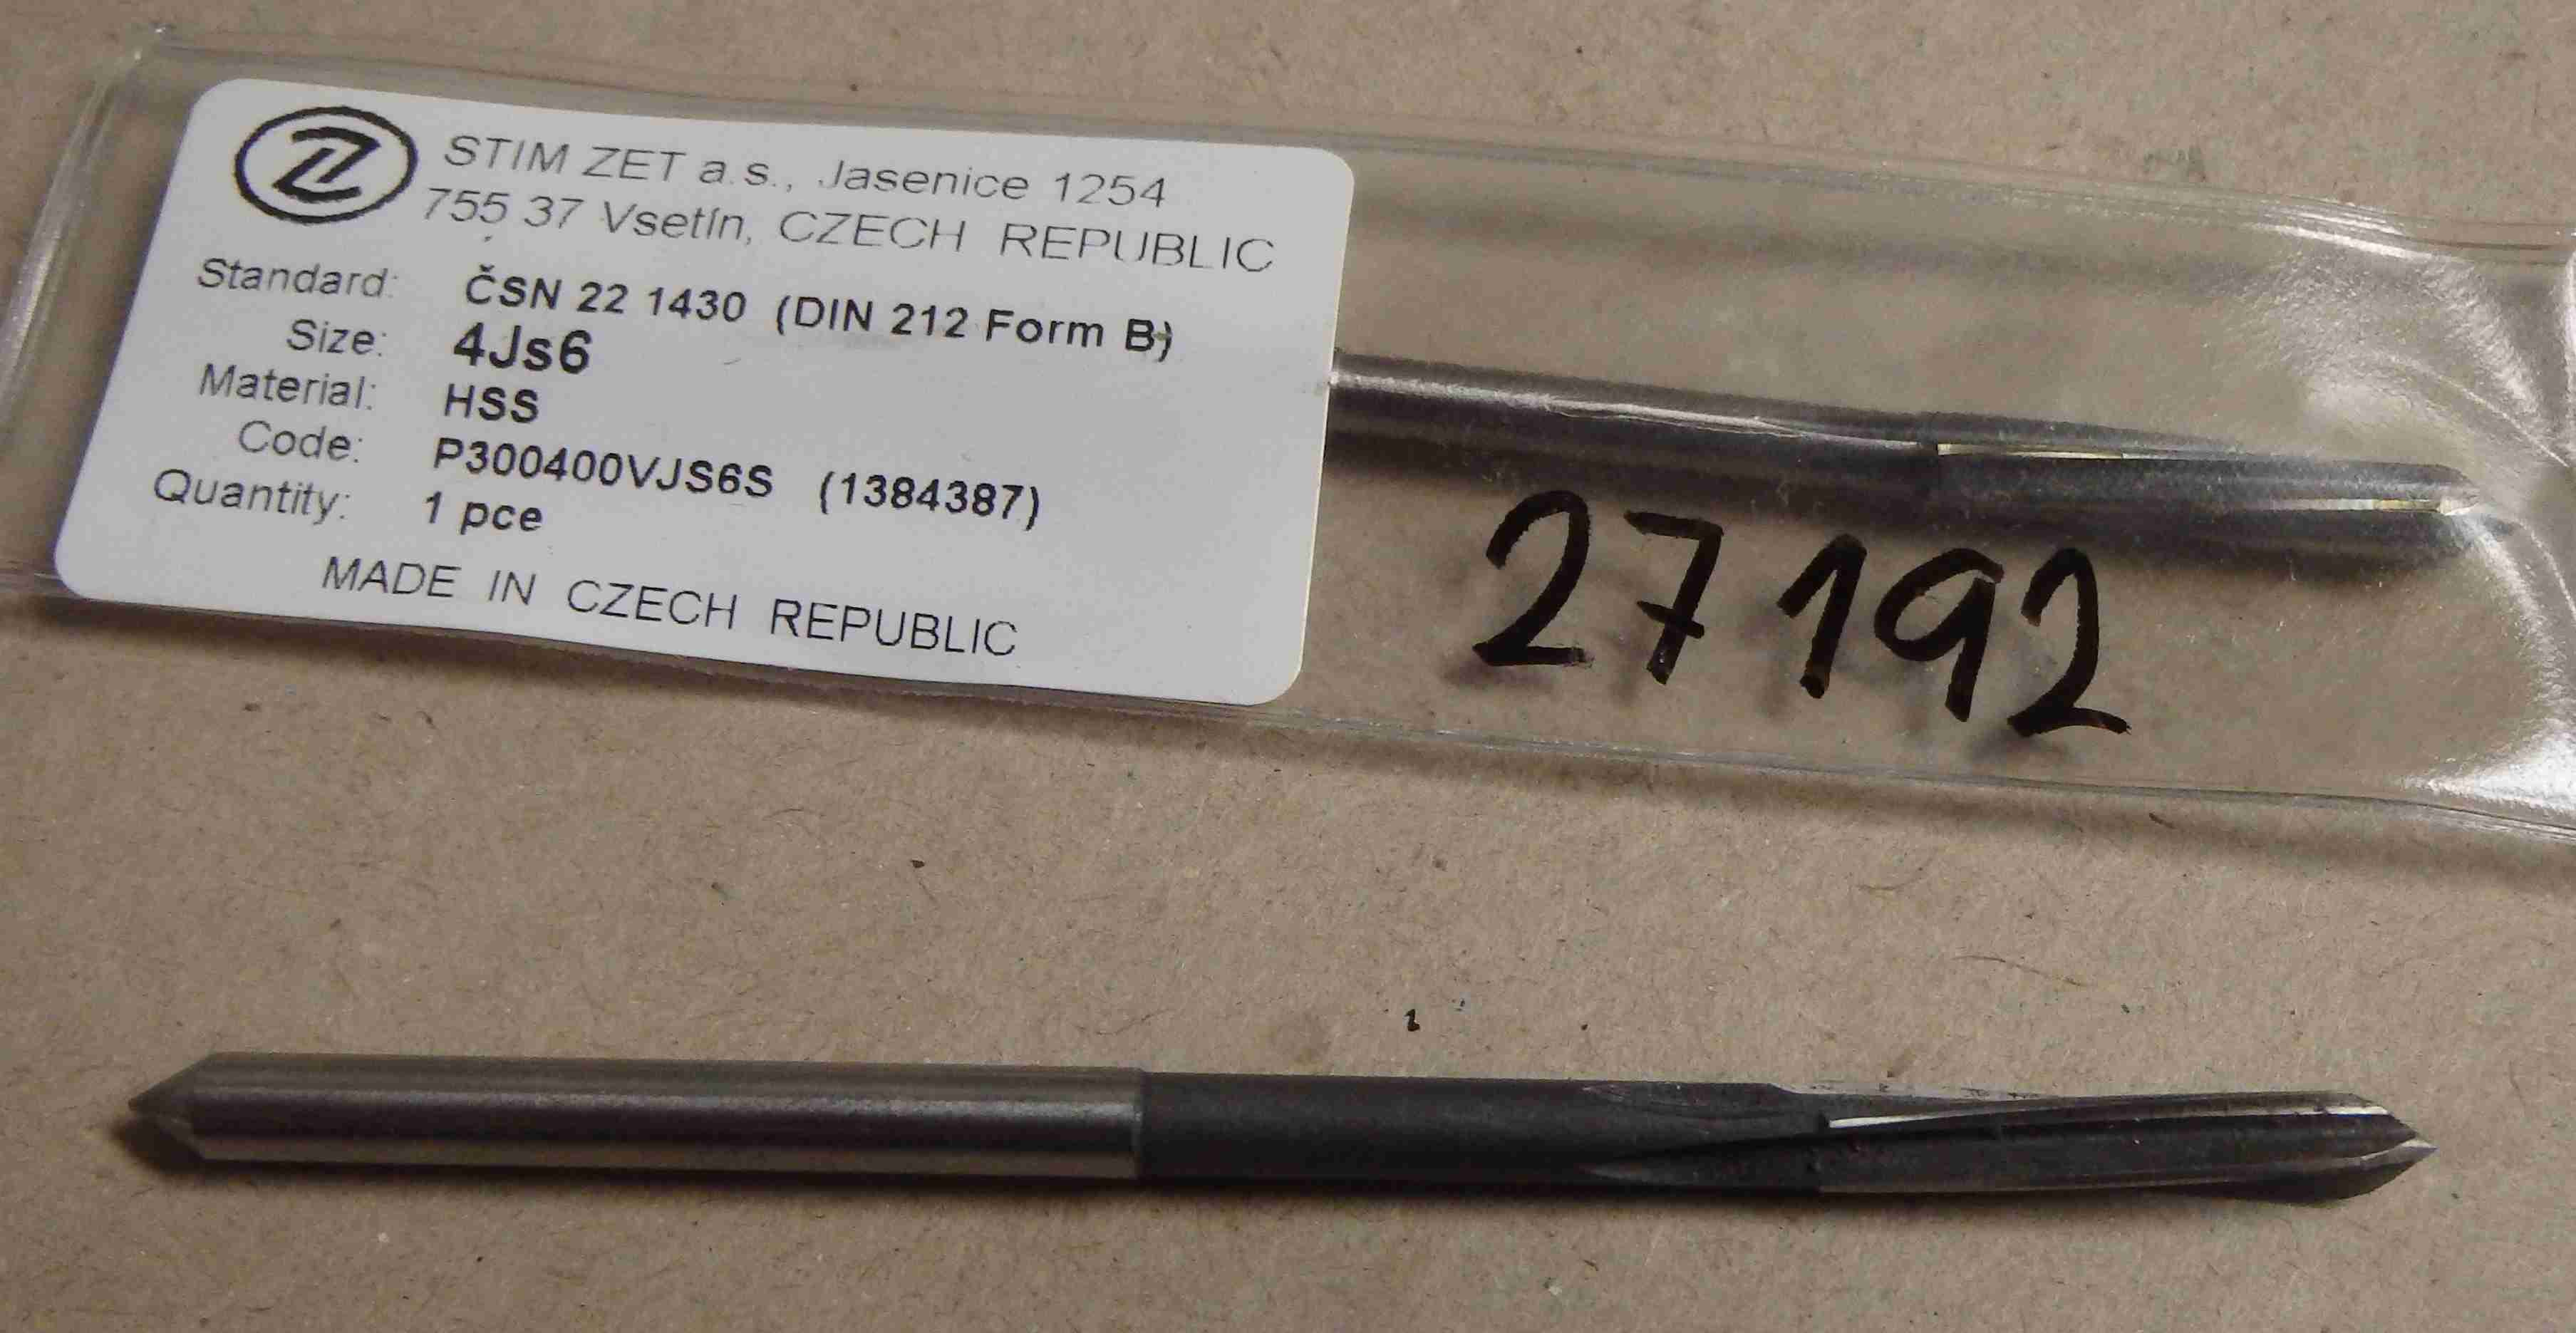 STIM ZET a.s., Jasenice 1254
755 37 Vsetín, CZECH REPUBLIC
Standard: ČSN 22 1430 (DIN 212 Form B)
Size: 4Js6
Material: HSS
Code: P300400VJS6S (1384387)
Quantity: 1 pce
MADE IN CZECH REPUBLIC
27192